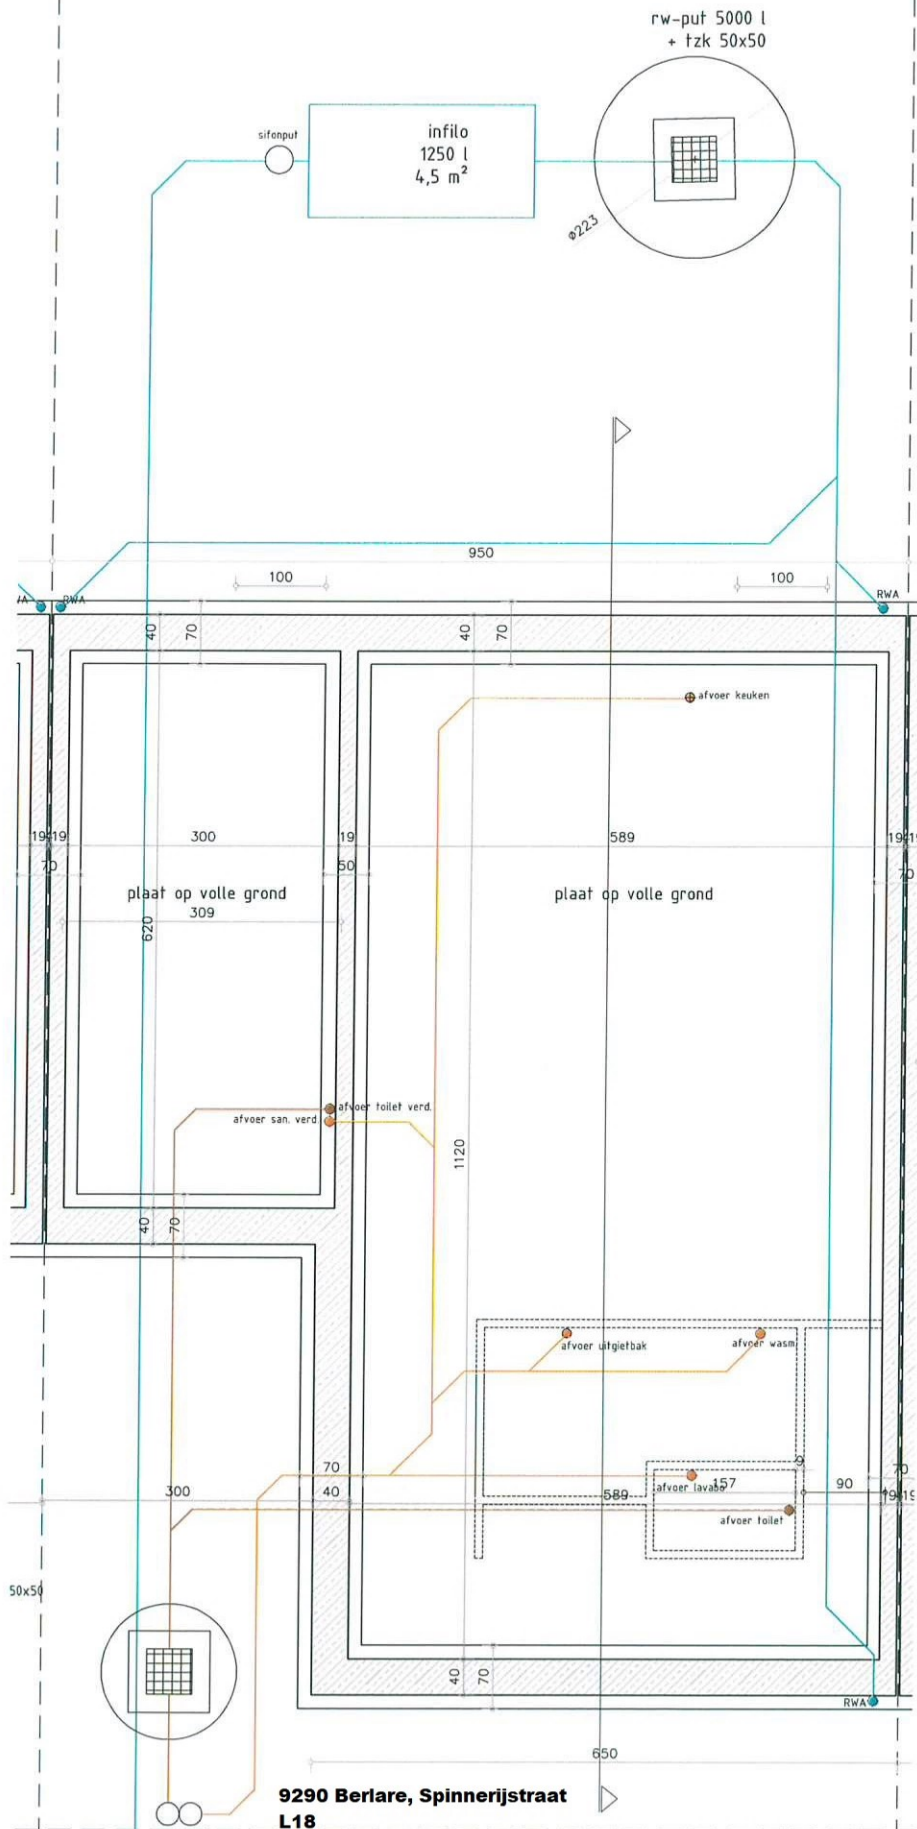 rw-put 5000 l
+ tzk 50x50
sifonput
infilo
1250 l
4,5 m²
ø223
950
100
100
RWA
RWA
40
70
40
70
afvoer keuken
19
19
300
19
589
19
70
50
70
plaat op volle grond
plaat op volle grond
309
620
afvoer toilet verd.
afvoer san. verd.
1120
40
70
afvoer uitgietbak
afvoer wasm
70
40
300
9
70
157
90
afvoer lavabo
589
19
afvoer toilet
50x50
40
70
RWA
650
9290 Berlare, Spinnerijstraat
L18